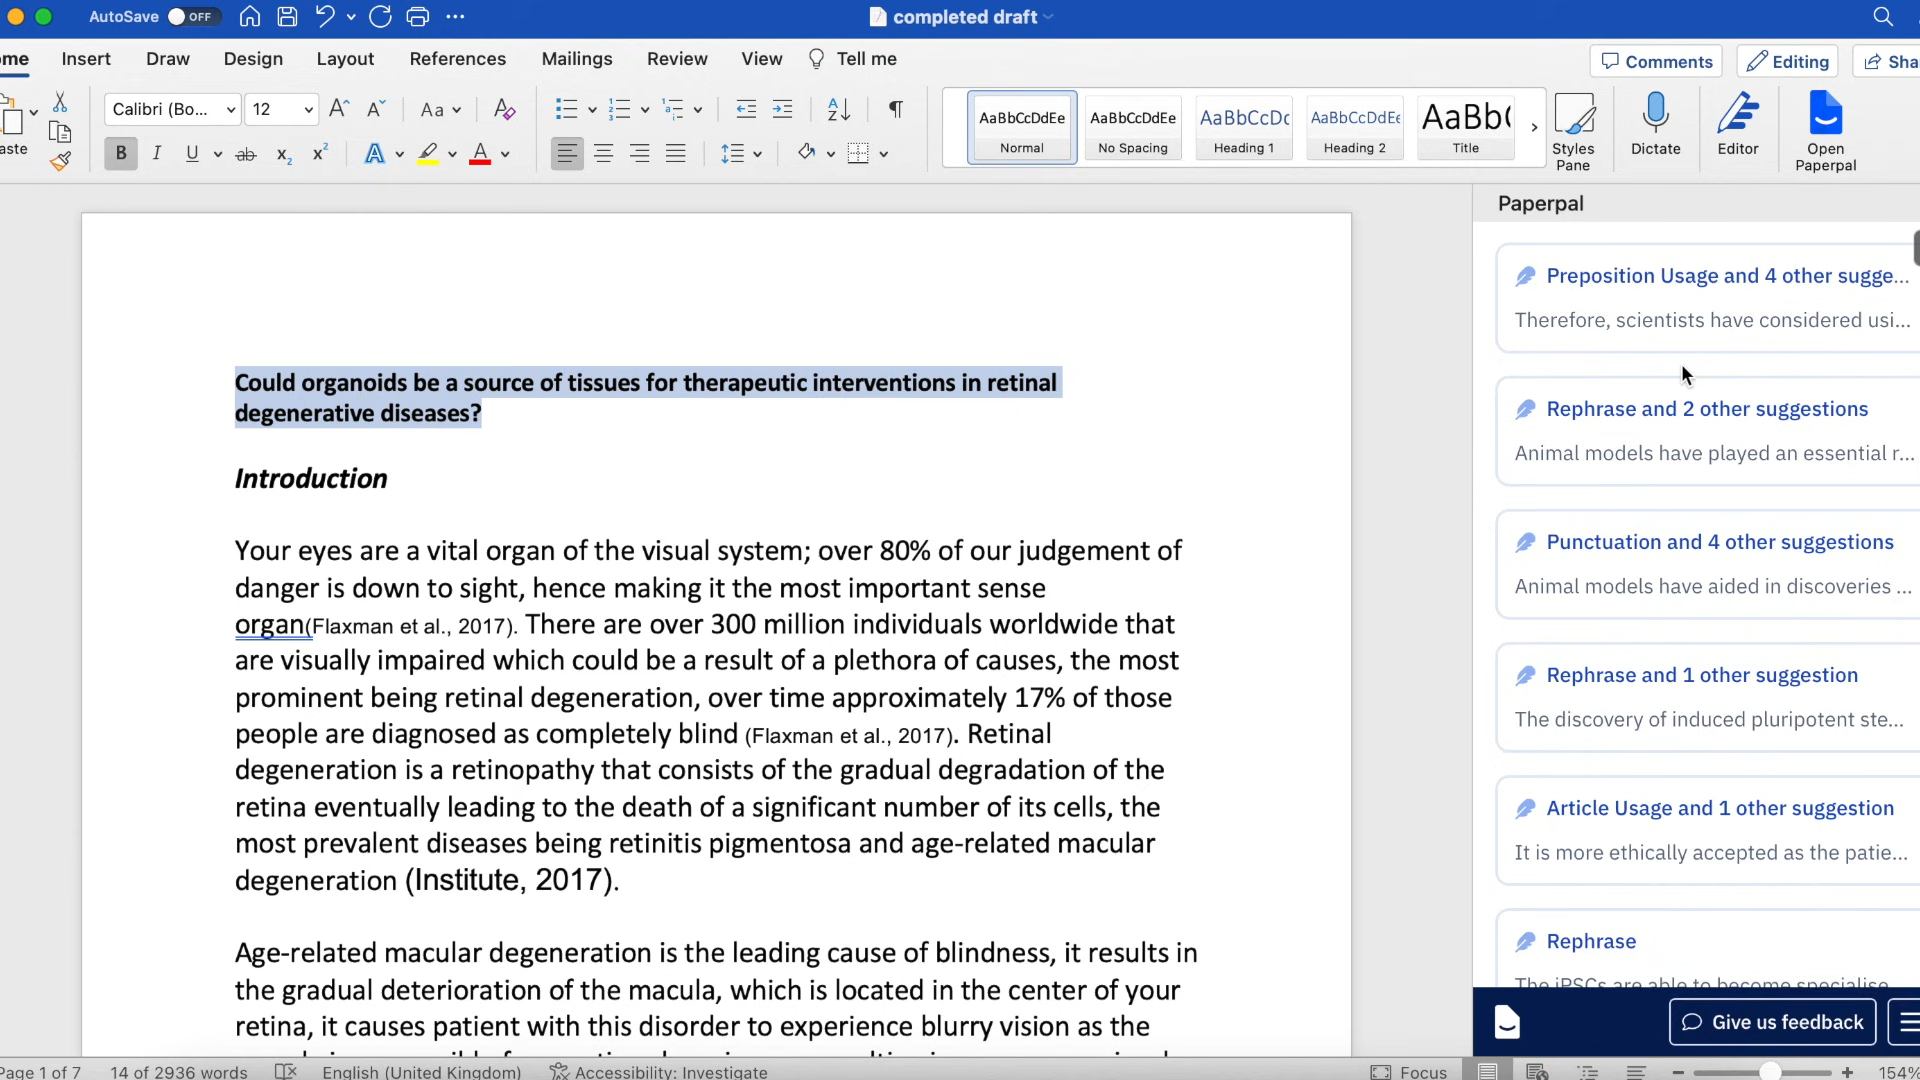 AutoSave OFF
completed draft
me Insert Draw Design Layout References Mailings Review View Tell me
Comments Editing Sha
aste
Calibri (Bo... 12 Aa
AaBbCcDdEe AaBbCcDdEe AaBbCcDc AaBbCcDdEe AaBb(
Normal No Spacing Heading 1 Heading 2 Title
Styles Pane
Dictate
Editor
Open Paperpal
Could organoids be a source of tissues for therapeutic interventions in retinal
degenerative diseases?
Introduction
Your eyes are a vital organ of the visual system; over 80% of our judgement of
danger is down to sight, hence making it the most important sense
organ(Flaxman et al., 2017). There are over 300 million individuals worldwide that
are visually impaired which could be a result of a plethora of causes, the most
prominent being retinal degeneration, over time approximately 17% of those
people are diagnosed as completely blind (Flaxman et al., 2017). Retinal
degeneration is a retinopathy that consists of the gradual degradation of the
retina eventually leading to the death of a significant number of its cells, the
most prevalent diseases being retinitis pigmentosa and age-related macular
degeneration (Institute, 2017).
Age-related macular degeneration is the leading cause of blindness, it results in
the gradual deterioration of the macula, which is located in the center of your
retina, it causes patient with this disorder to experience blurry vision as the
Paperpal
Preposition Usage and 4 other sugge...
Therefore, scientists have considered usi...
Rephrase and 2 other suggestions
Animal models have played an essential r...
Punctuation and 4 other suggestions
Animal models have aided in discoveries ...
Rephrase and 1 other suggestion
The discovery of induced pluripotent ste...
Article Usage and 1 other suggestion
It is more ethically accepted as the patie...
Rephrase
The iPSCs are able to become specialise
Give us feedback
Page 1 of 7 14 of 2936 words English (United Kingdom) Accessibility: Investigate Focus 154%